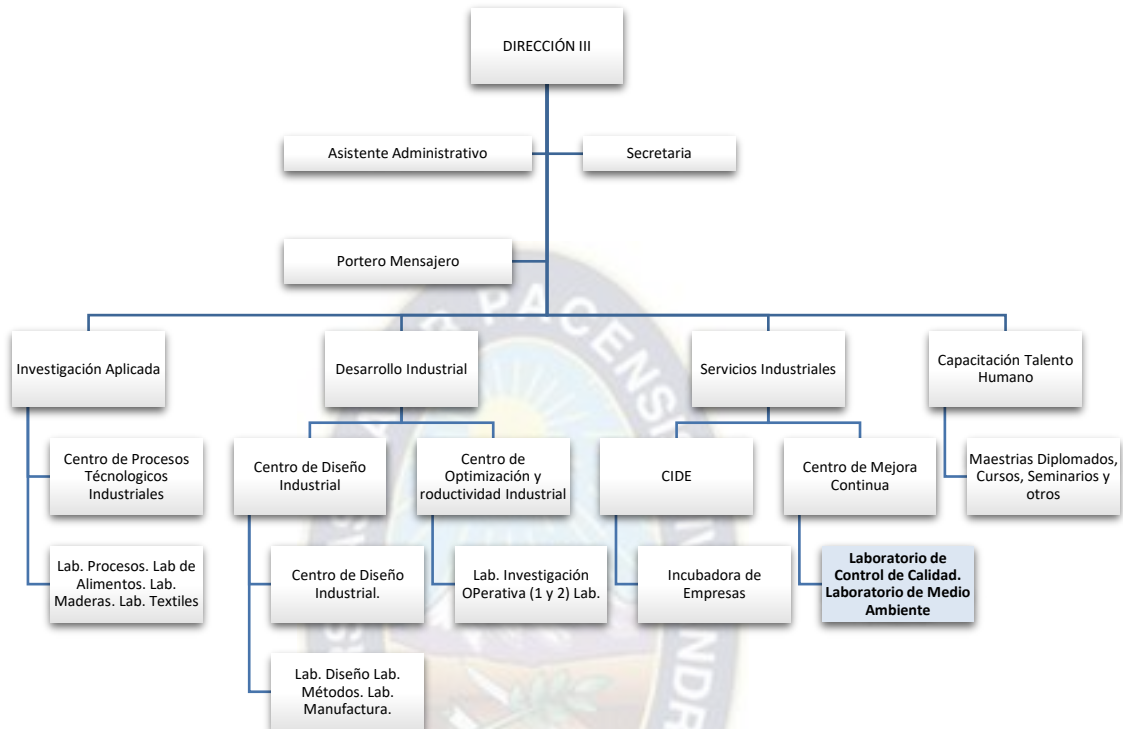 DIRECCIÓN III
Asistente Administrativo
Secretaria
Portero Mensajero
Investigación Aplicada
Desarrollo Industrial
Servicios Industriales
Capacitación Talento
Humano
Centro de Procesos
Técnologicos
Industriales
Centro de Diseño
Industrial
Centro de
Optimización y
roductividad Industrial
CIDE
Centro de Mejora
Continua
Maestrias Diplomados,
Cursos, Seminarios y
otros
Lab. Procesos. Lab de
Alimentos. Lab.
Maderas. Lab. Textiles
Centro de Diseño
Industrial.
Lab. Investigación
OPerativa (1 y 2) Lab.
Incubadora de
Empresas
Laboratorio de
Control de Calidad.
Laboratorio de Medio
Ambiente
Lab. Diseño Lab.
Métodos. Lab.
Manufactura.